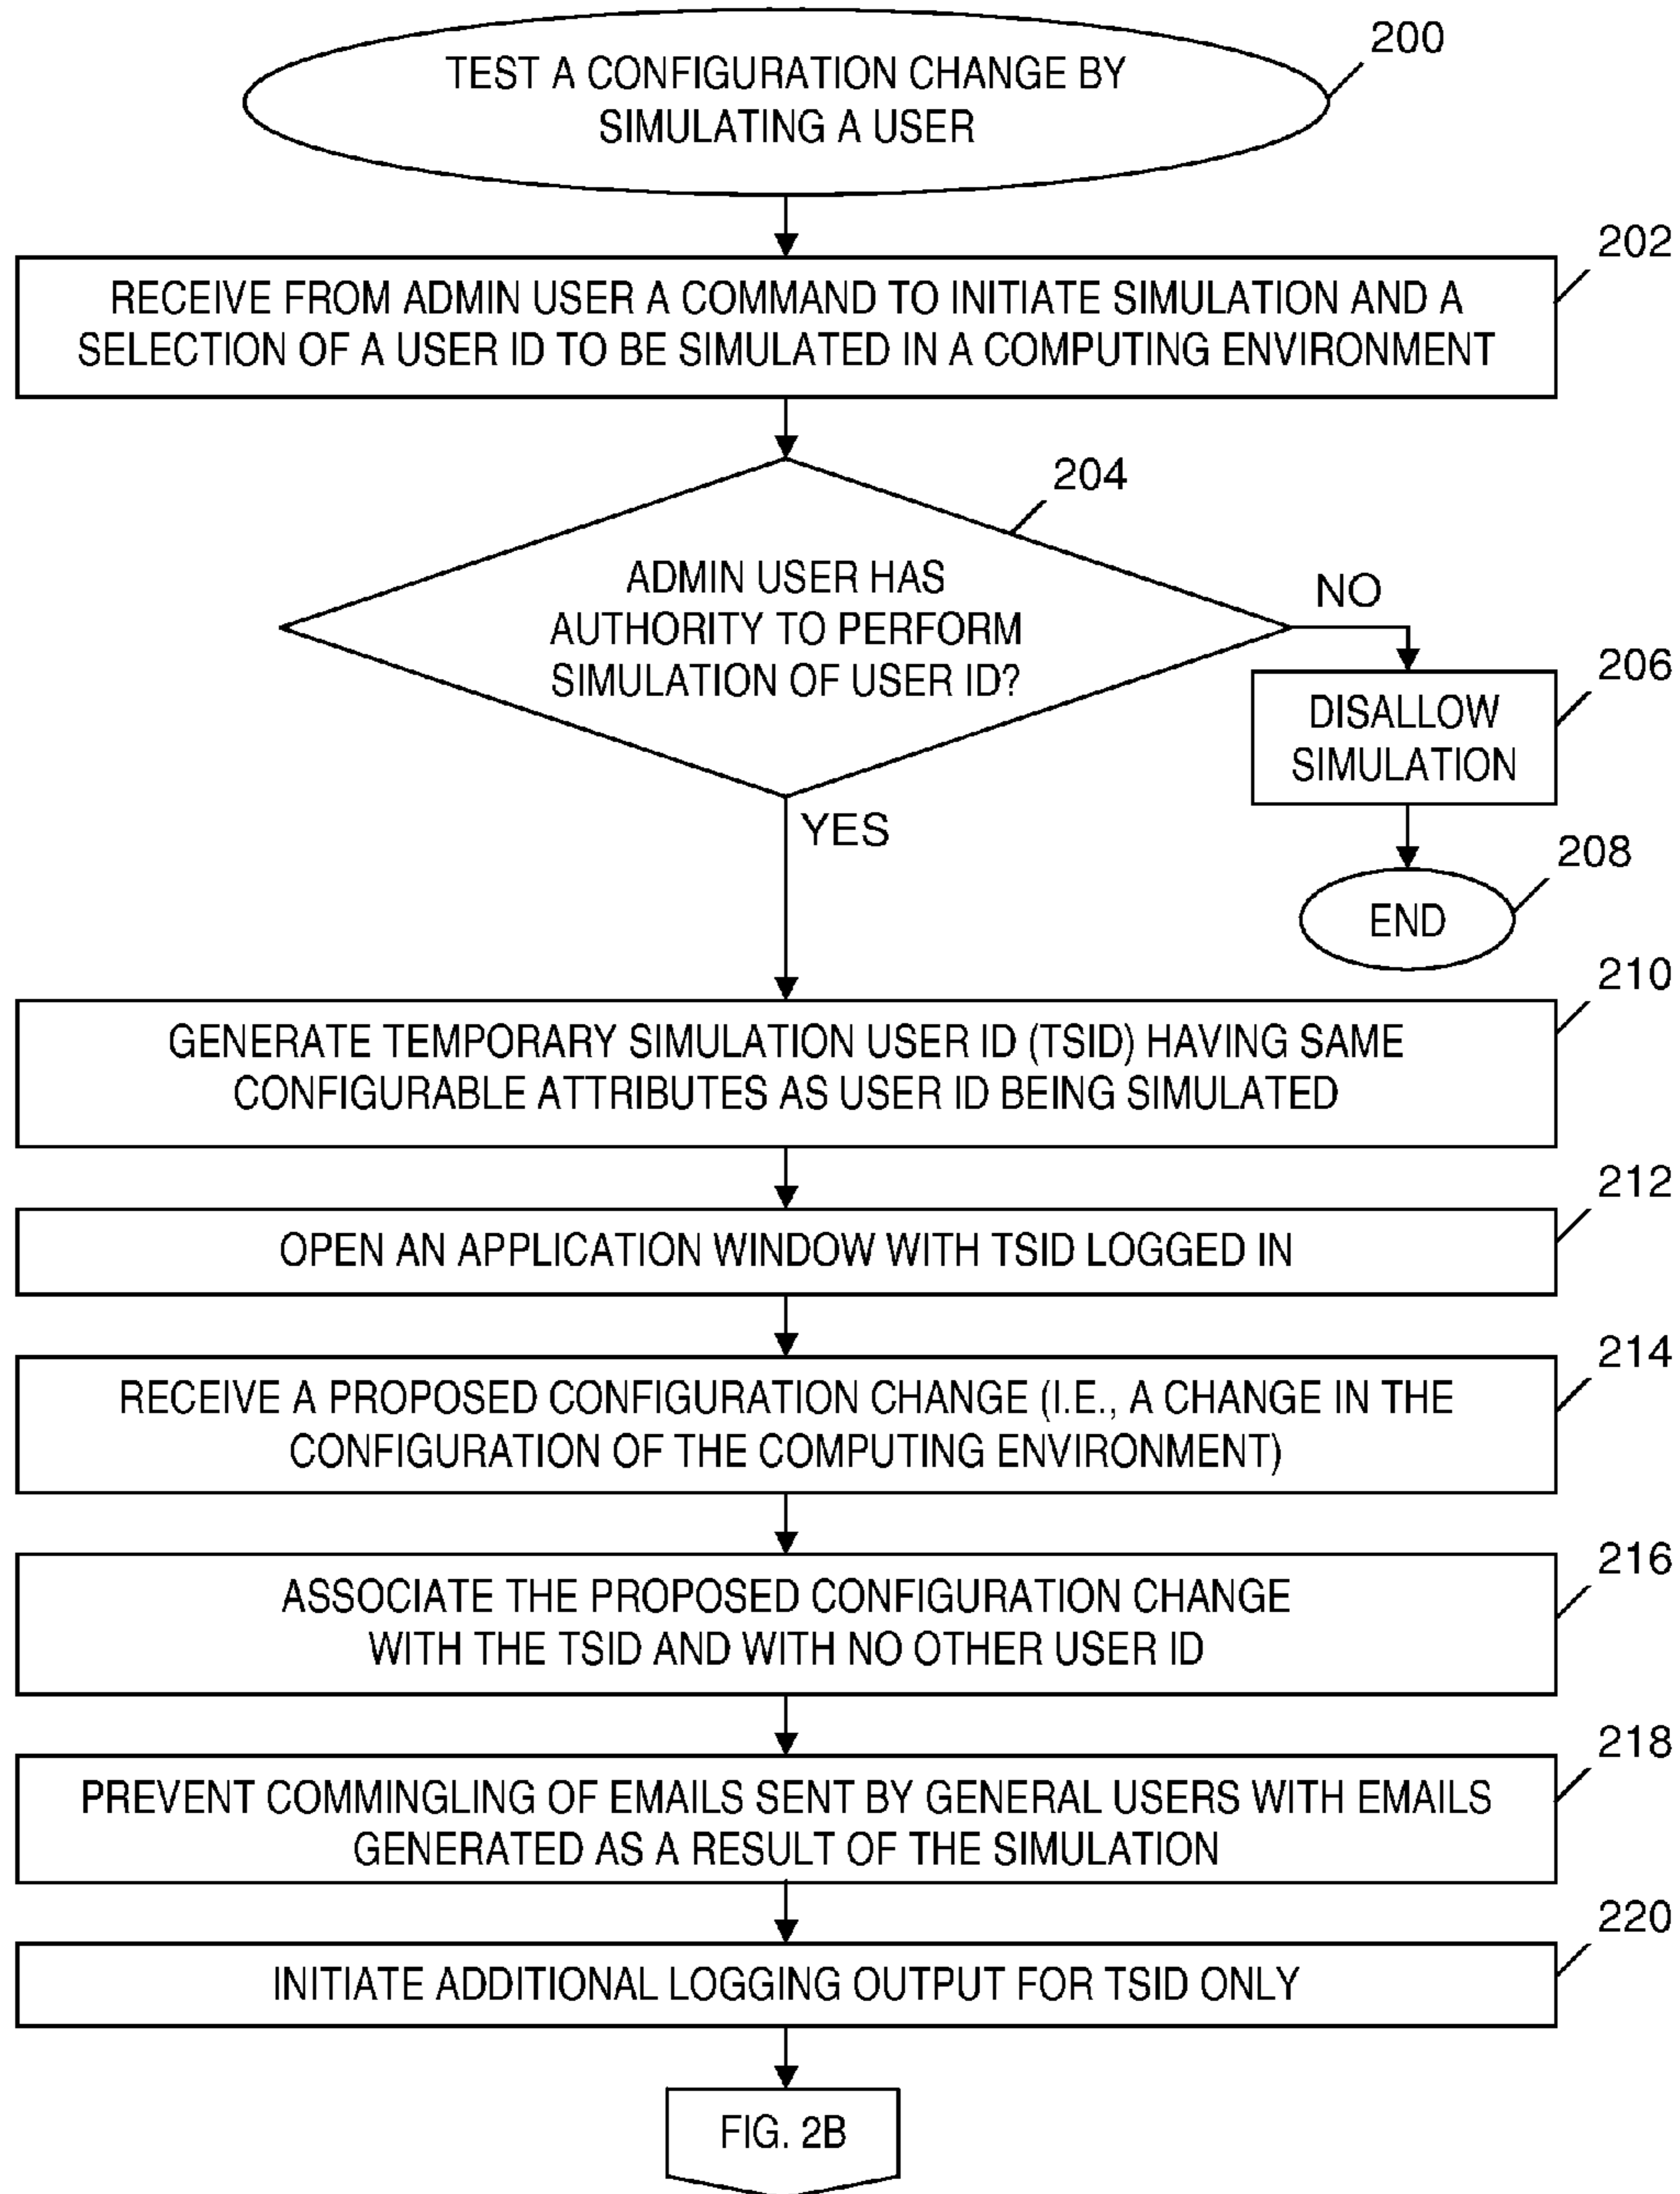 200
TEST A CONFIGURATION CHANGE BY
SIMULATING A USER
202
RECEIVE FROM ADMIN USER A COMMAND TO INITIATE SIMULATION AND A
SELECTION OF A USER ID TO BE SIMULATED IN A COMPUTING ENVIRONMENT
204
ADMIN USER HAS
AUTHORITY TO PERFORM
SIMULATION OF USER ID?
NO
206
DISALLOW
SIMULATION
YES
208
END
210
GENERATE TEMPORARY SIMULATION USER ID (TSID) HAVING SAME
CONFIGURABLE ATTRIBUTES AS USER ID BEING SIMULATED
212
OPEN AN APPLICATION WINDOW WITH TSID LOGGED IN
214
RECEIVE A PROPOSED CONFIGURATION CHANGE (I.E., A CHANGE IN THE
CONFIGURATION OF THE COMPUTING ENVIRONMENT)
216
ASSOCIATE THE PROPOSED CONFIGURATION CHANGE
WITH THE TSID AND WITH NO OTHER USER ID
218
PREVENT COMMINGLING OF EMAILS SENT BY GENERAL USERS WITH EMAILS
GENERATED AS A RESULT OF THE SIMULATION
220
INITIATE ADDITIONAL LOGGING OUTPUT FOR TSID ONLY
FIG. 2B